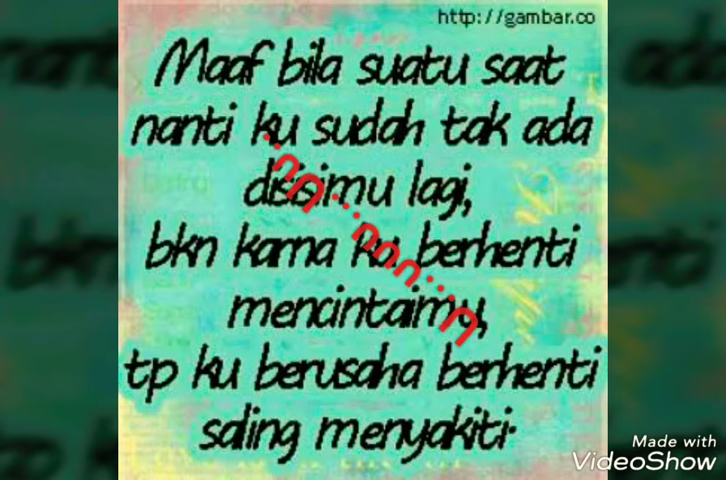 http://gambar.co
Maaf bila suatu saat
nanti ku sudah tak ada
disisimu lagi,
bkn karna ku berhenti
mencintaimu,
tp ku berusaha berhenti
saling menyakiti.
Made with
VideoShow